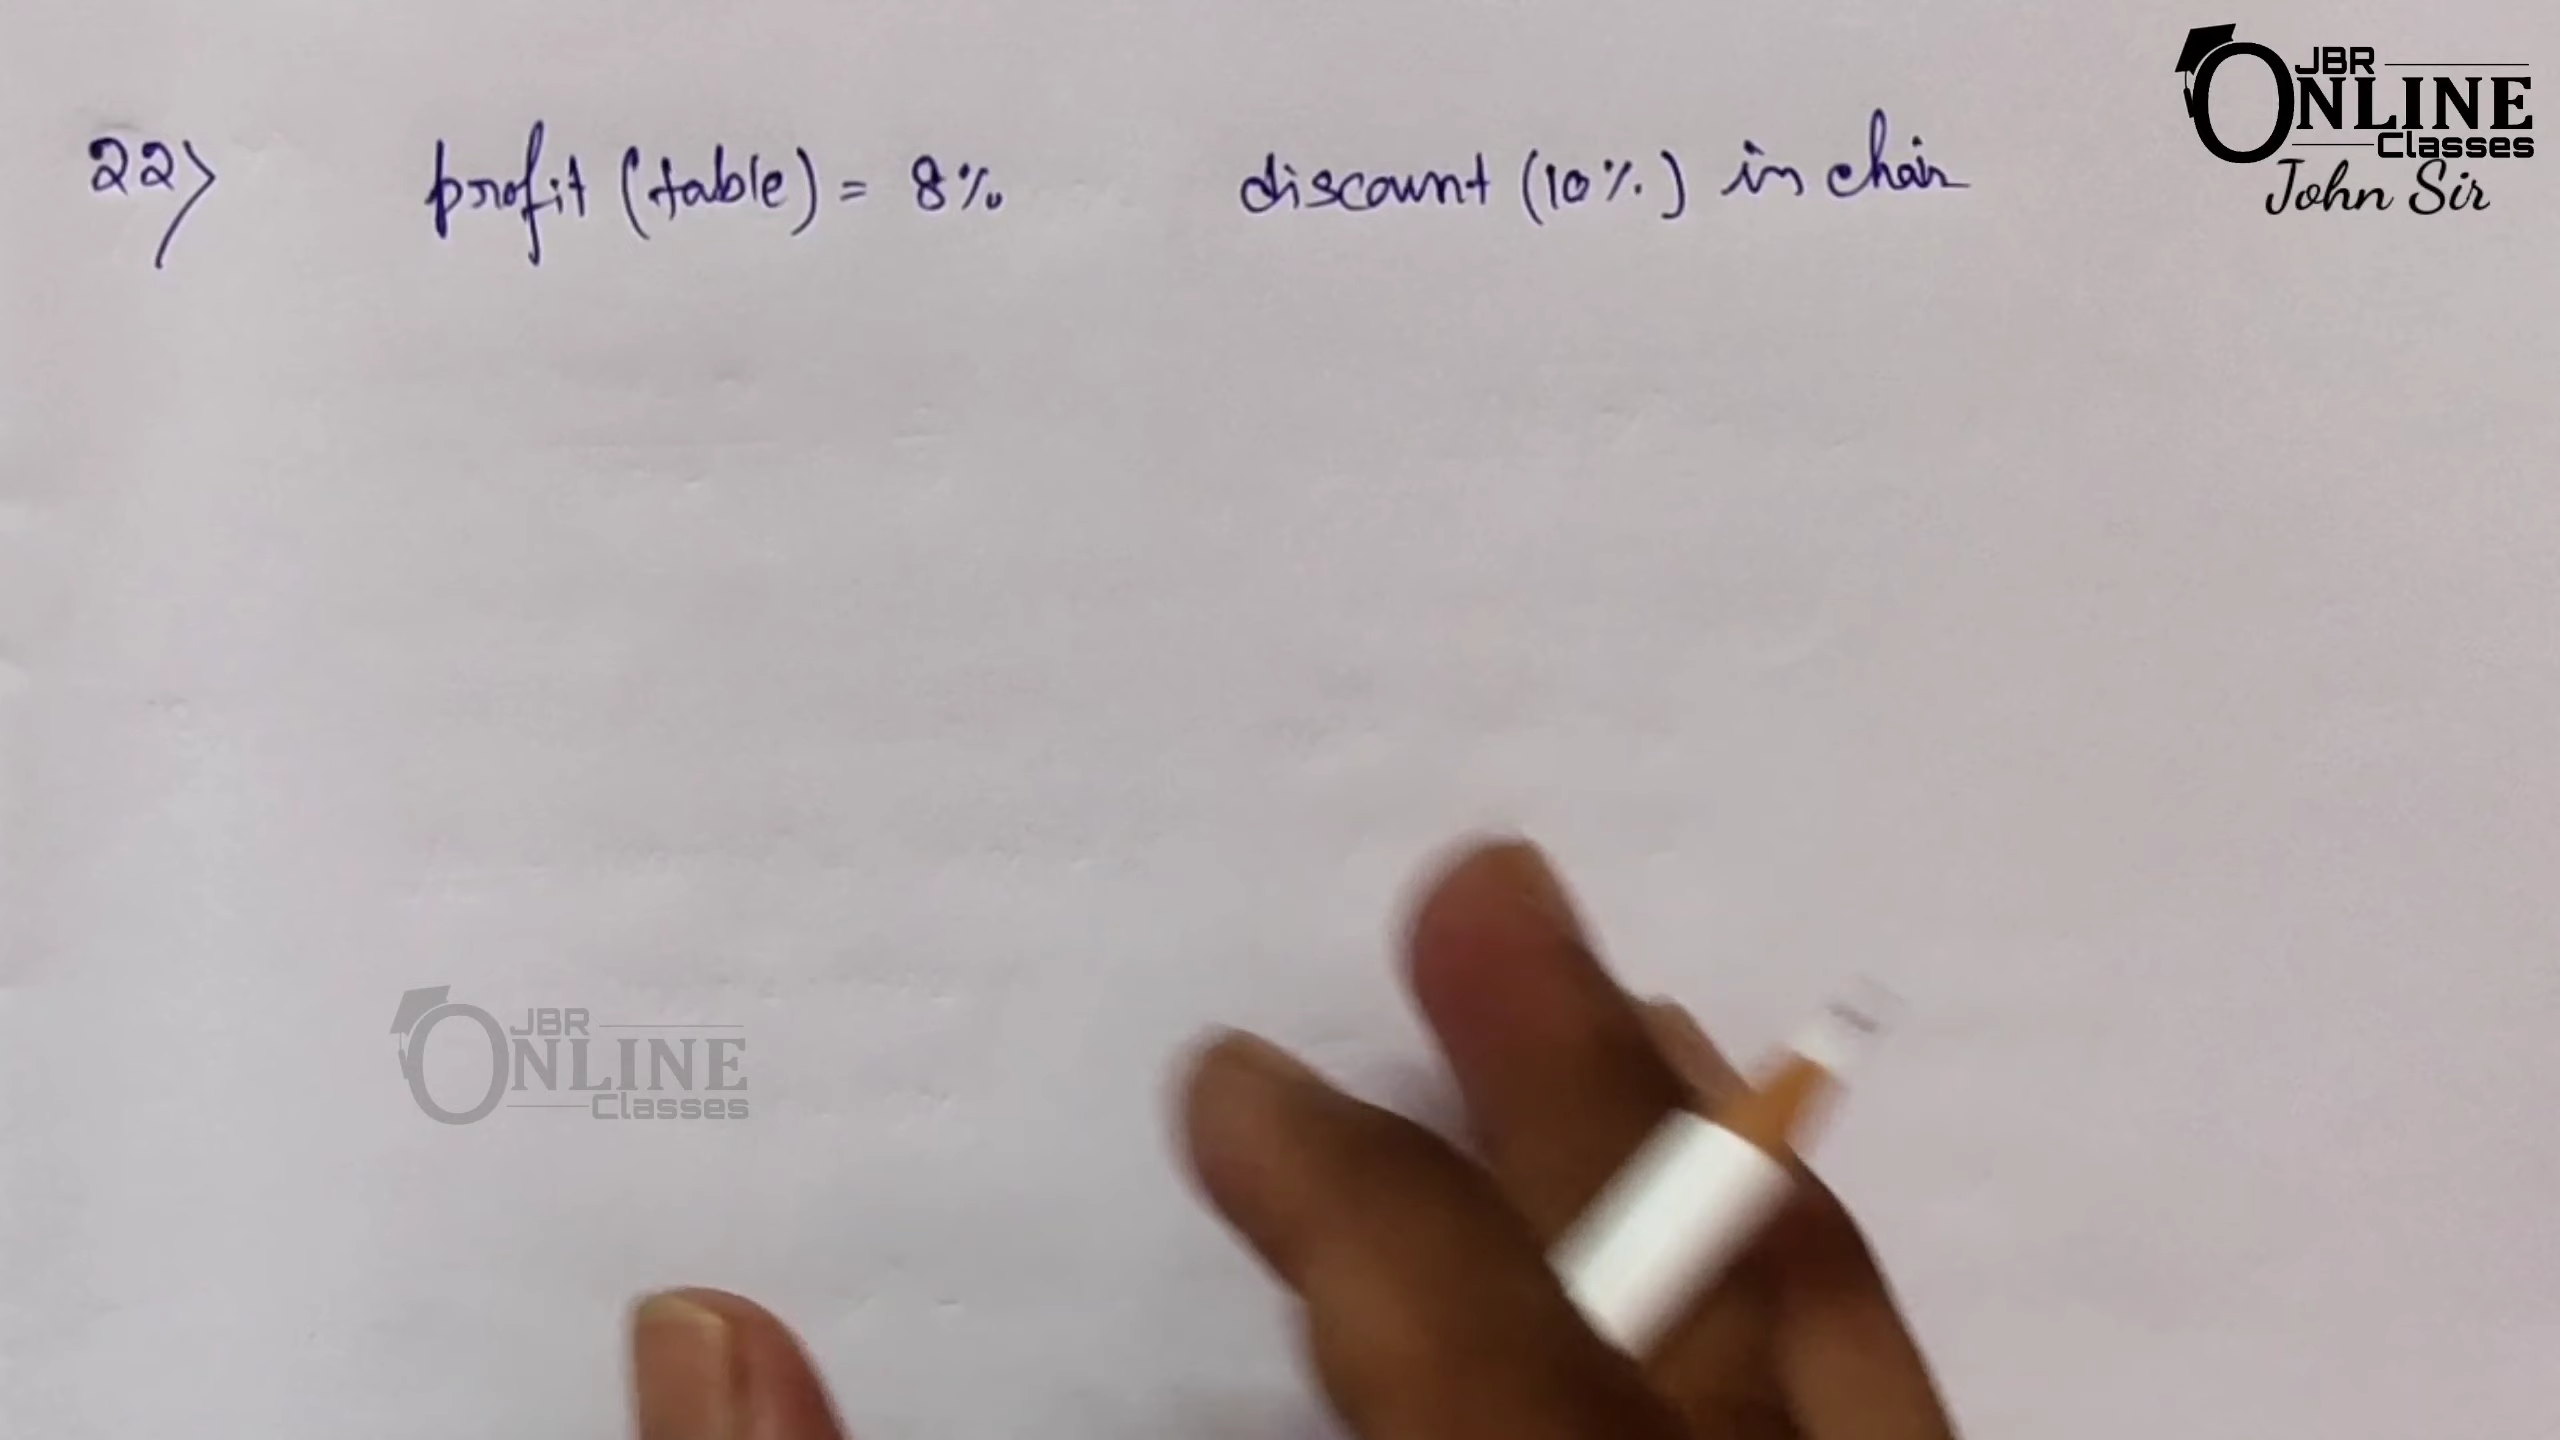 JBR
ONLINE
Classes
John Sir
22) profit (table) = 8% discount (10%) in chair
JBR
ONLINE
Classes